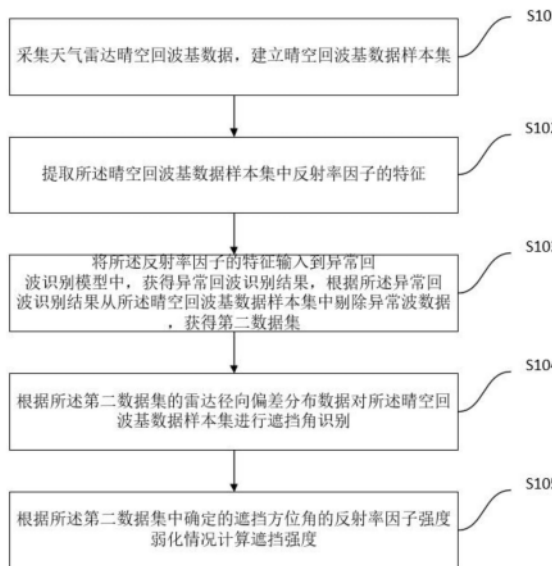 S101
采集天气雷达晴空回波基数据，建立晴空回波基数据样本集
S102
提取所述晴空回波基数据样本集中反射率因子的特征
S103
将所述反射率因子的特征输入到异常回
波识别模型中，获得异常回波识别结果，根据所述异常回
波识别结果从所述晴空回波基数据样本集中剔除异常波数据
，获得第二数据集
S104
根据所述第二数据集的雷达径向偏差分布数据对所述晴空回
波基数据样本集进行遮挡角识别
S105
根据所述第二数据集中确定的遮挡方位角的反射率因子强度
弱化情况计算遮挡强度